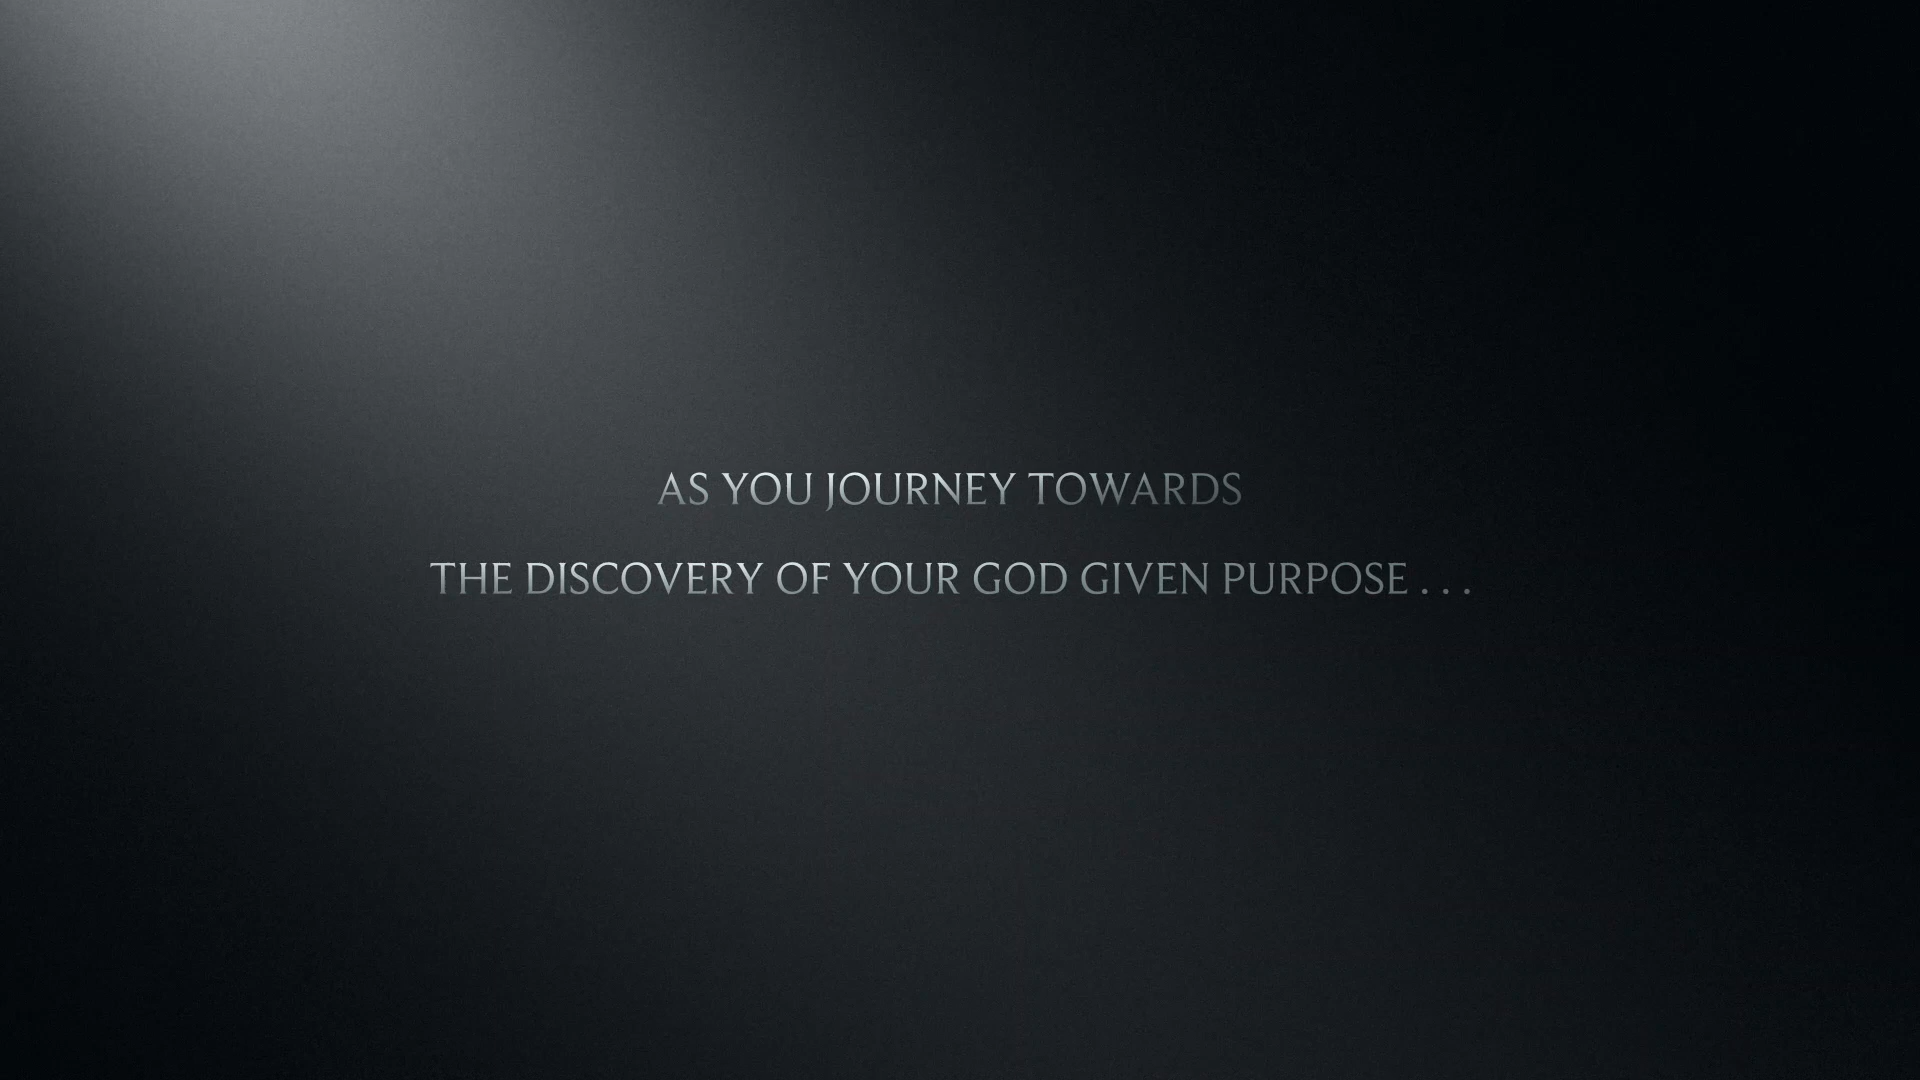 AS YOU JOURNEY TOWARDS
THE DISCOVERY OF YOUR GOD GIVEN PURPOSE . . .